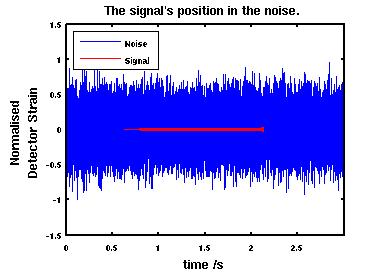 The signal's position in the noise.
1.5
Noise
Signal
1
0.5
0
-0.5
-1
-1.5
Normalised
Detector Strain
0 0.5 1 1.5 2 2.5
time /s